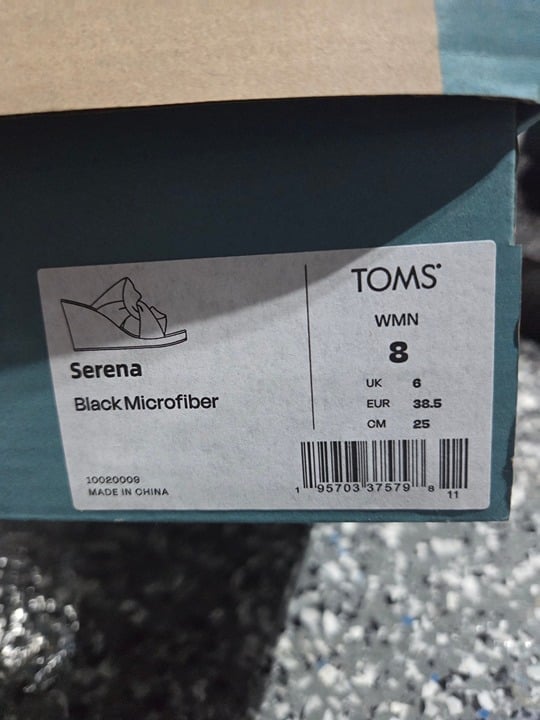 Serena
Black Microfiber
10020009
MADE IN CHINA
TOMS
WMN
8
UK 6
EUR 38.5
CM 25
1 95703 37579 8 11